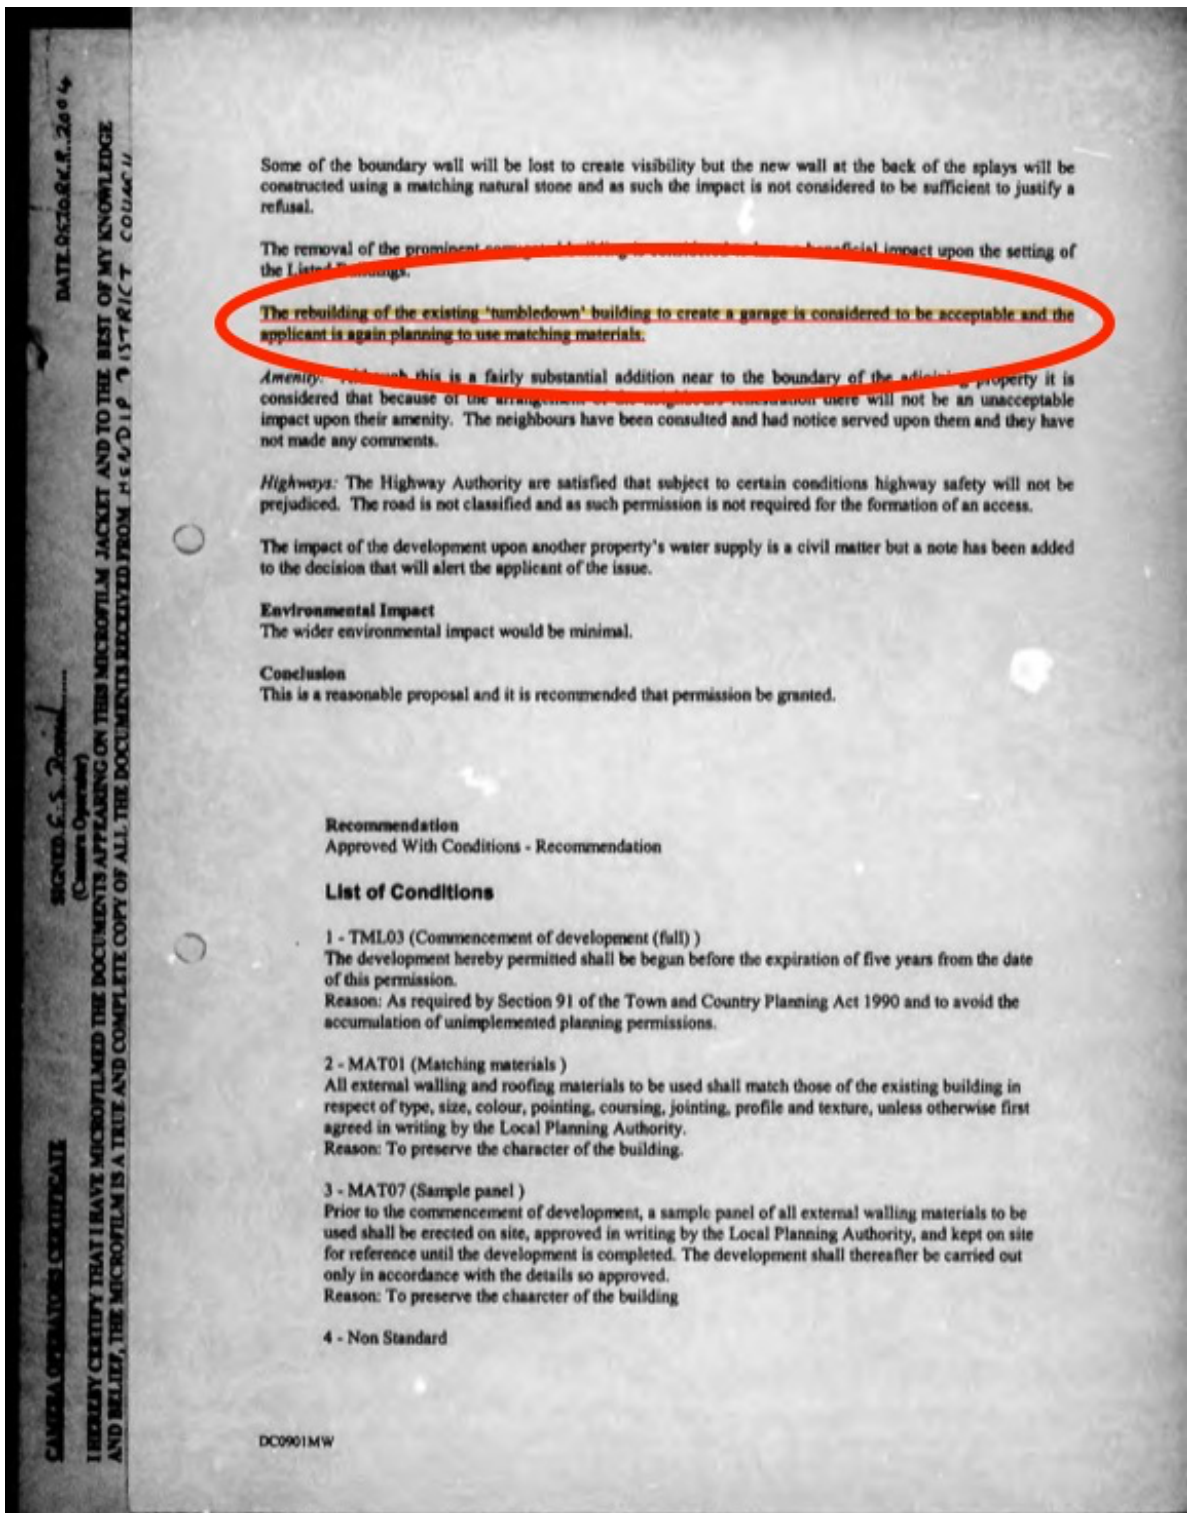 Some of the boundary wall will be lost to create visibility but the new wall at the back of the splays will be
constructed using a matching natural stone and as such the impact is not considered to be sufficient to justify a
refusal.
The removal of the prominent impact upon the setting of
the Listed Buildings.
The rebuilding of the existing 'tumbledown' building to create a garage is considered to be acceptable and the
applicant is again planning to use matching materials.
Amenity: Although this is a fairly substantial addition near to the boundary of the adjoining property it is
considered that because of the arrangement of the neighbours there will not be an unacceptable
impact upon their amenity. The neighbours have been consulted and had notice served upon them and they have
not made any comments.
Highways: The Highway Authority are satisfied that subject to certain conditions highway safety will not be
prejudiced. The road is not classified and as such permission is not required for the formation of an access.
The impact of the development upon another property's water supply is a civil matter but a note has been added
to the decision that will alert the applicant of the issue.
Environmental Impact
The wider environmental impact would be minimal.
Conclusion
This is a reasonable proposal and it is recommended that permission be granted.
Recommendation
Approved With Conditions - Recommendation
List of Conditions
1 - TML03 (Commencement of development (full) )
The development hereby permitted shall be begun before the expiration of five years from the date
of this permission.
Reason: As required by Section 91 of the Town and Country Planning Act 1990 and to avoid the
accumulation of unimplemented planning permissions.
2 - MAT01 (Matching materials )
All external walling and roofing materials to be used shall match those of the existing building in
respect of type, size, colour, pointing, coursing, jointing, profile and texture, unless otherwise first
agreed in writing by the Local Planning Authority.
Reason: To preserve the character of the building.
3 - MAT07 (Sample panel )
Prior to the commencement of development, a sample panel of all external walling materials to be
used shall be erected on site, approved in writing by the Local Planning Authority, and kept on site
for reference until the development is completed. The development shall thereafter be carried out
only in accordance with the details so approved.
Reason: To preserve the chaarcter of the building
4 - Non Standard
DC0901MW
CAMERA OPERATORS CERTIFICATE
I HEREBY CERTIFY THAT I HAVE MICROFILMED THE DOCUMENTS APPEARING ON THIS MICROFILM JACKET AND TO THE BEST OF MY KNOWLEDGE
AND BELIEF, THE MICROFILM IS A TRUE AND COMPLETE COPY OF ALL THE DOCUMENTS RECEIVED FROM MENDIP DISTRICT COUNCIL
SIGNED
(Camera Operator)
DATE OCTOBER 2004